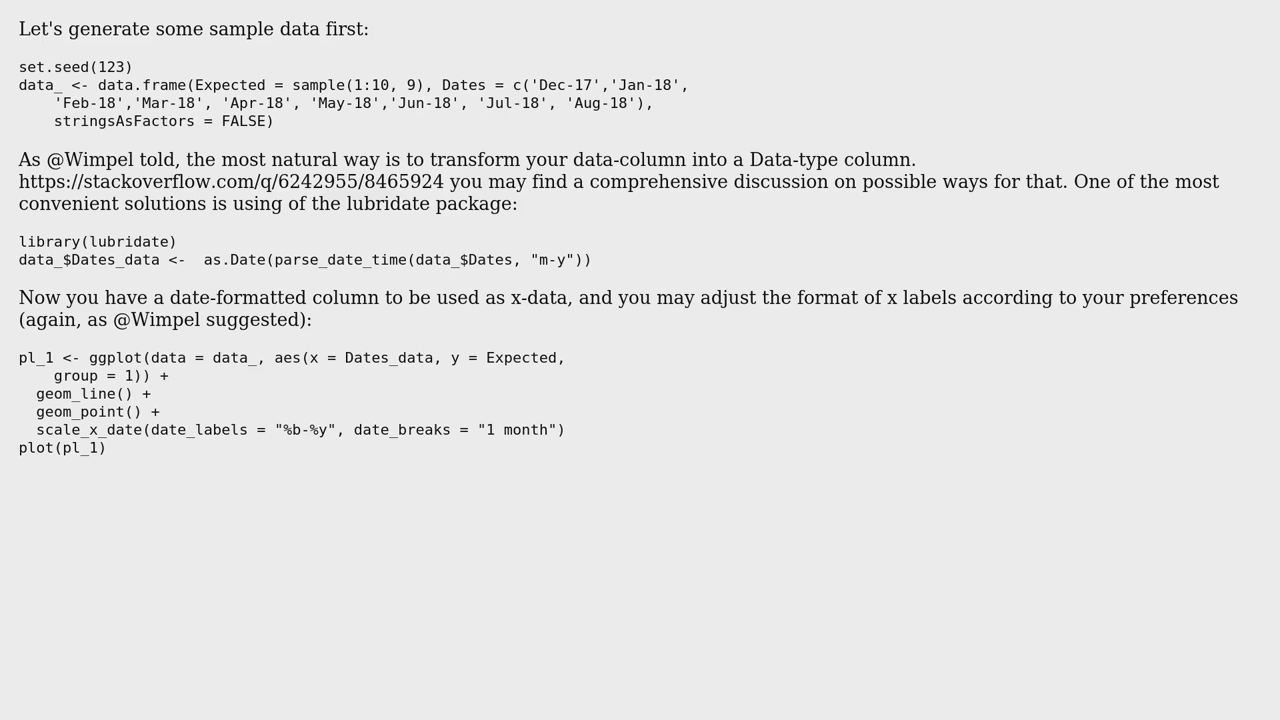 Let's generate some sample data first:
set.seed(123)
data_ <- data.frame(Expected = sample(1:10, 9), Dates = c('Dec-17','Jan-18',
    'Feb-18','Mar-18', 'Apr-18', 'May-18','Jun-18', 'Jul-18', 'Aug-18'),
    stringsAsFactors = FALSE)
As @Wimpel told, the most natural way is to transform your data-column into a Data-type column.
https://stackoverflow.com/q/6242955/8465924 you may find a comprehensive discussion on possible ways for that. One of the most
convenient solutions is using of the lubridate package:
library(lubridate)
data_$Dates_data <-  as.Date(parse_date_time(data_$Dates, "m-y"))
Now you have a date-formatted column to be used as x-data, and you may adjust the format of x labels according to your preferences
(again, as @Wimpel suggested):
pl_1 <- ggplot(data = data_, aes(x = Dates_data, y = Expected,
    group = 1)) +
  geom_line() +
  geom_point() +
  scale_x_date(date_labels = "%b-%y", date_breaks = "1 month")
plot(pl_1)